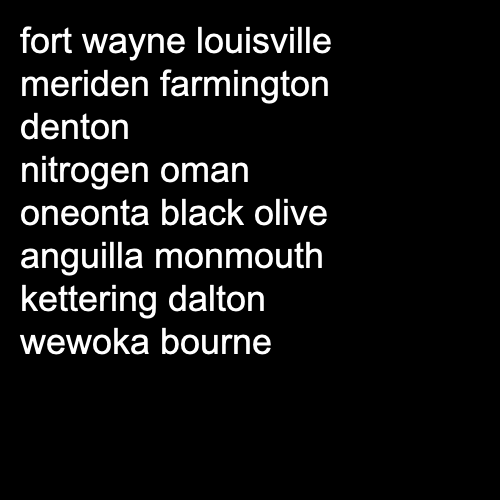 fort wayne louisville
meriden farmington
denton
nitrogen oman
oneonta black olive
anguilla monmouth
kettering dalton
wewoka bourne